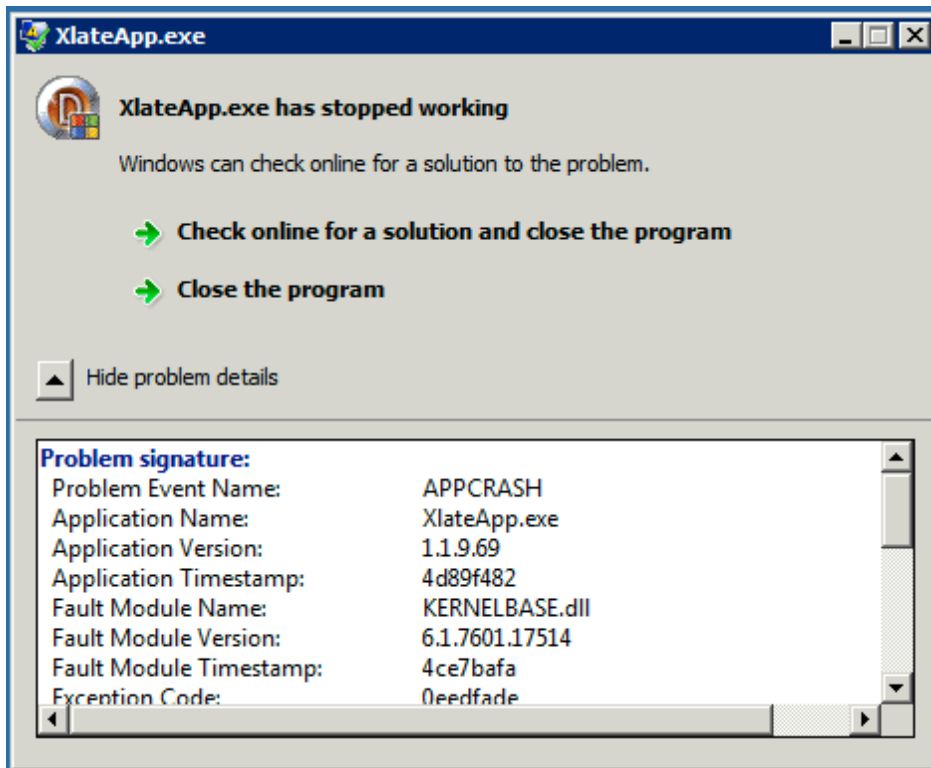 XlateApp.exe
XlateApp.exe has stopped working
Windows can check online for a solution to the problem.
Check online for a solution and close the program
Close the program
Hide problem details
Problem signature:
Problem Event Name: APPCRASH
Application Name: XlateApp.exe
Application Version: 1.1.9.69
Application Timestamp: 4d89f482
Fault Module Name: KERNELBASE.dll
Fault Module Version: 6.1.7601.17514
Fault Module Timestamp: 4ce7bafa
Exception Code: 0eedfade